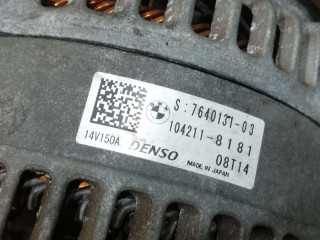 S:7640131-03
104211-8181
14V150A DENSO 08T14
MADE IN JAPAN